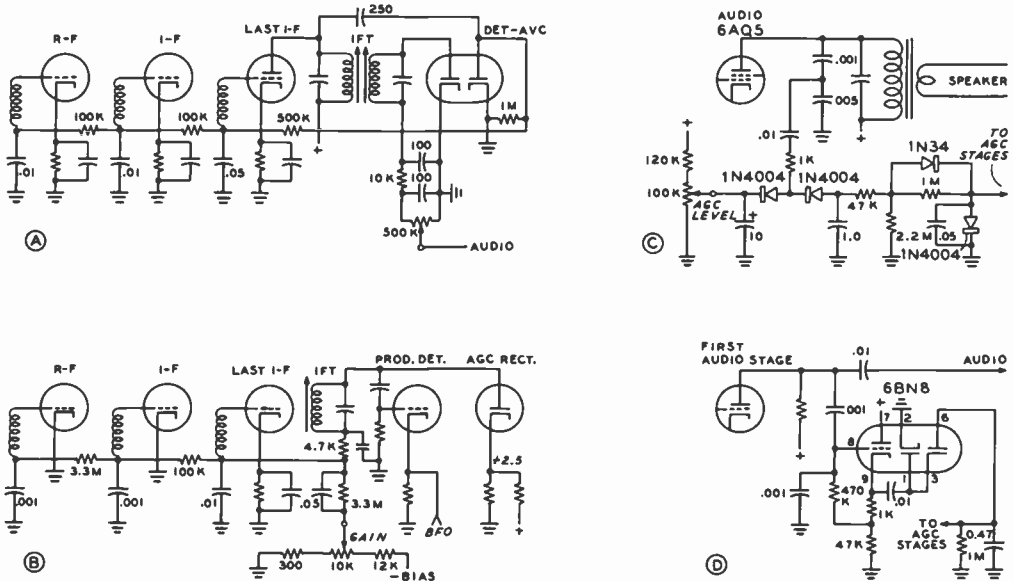 R-F
I-F
LAST I-F
250
IFT
DET-AVC
100K
100K
500K
1M
.01
.01
.05
+
100
10K
100
500K
AUDIO
A
AUDIO
6AQ5
.001
.005
SPEAKER
+
.01
1K
+
120K
100K
AGC
LEVEL
1N4004
1N4004
+
10
1.0
47K
1N34
1M
TO
AGC
STAGES
2.2M
.05
1N4004
C
R-F
I-F
LAST I-F
IFT
PROD. DET.
AGC RECT.
4.7K
+2.5
3.3M
100K
.001
.001
.01
.05
3.3M
BFO
+
GAIN
300
10K
12K
-BIAS
B
FIRST
AUDIO STAGE
.01
AUDIO
6BN8
+
7
2
6
.001
8
+
9
1
3
.01
.001
470
K
1K
47K
TO
AGC
STAGES
0.47
1M
D